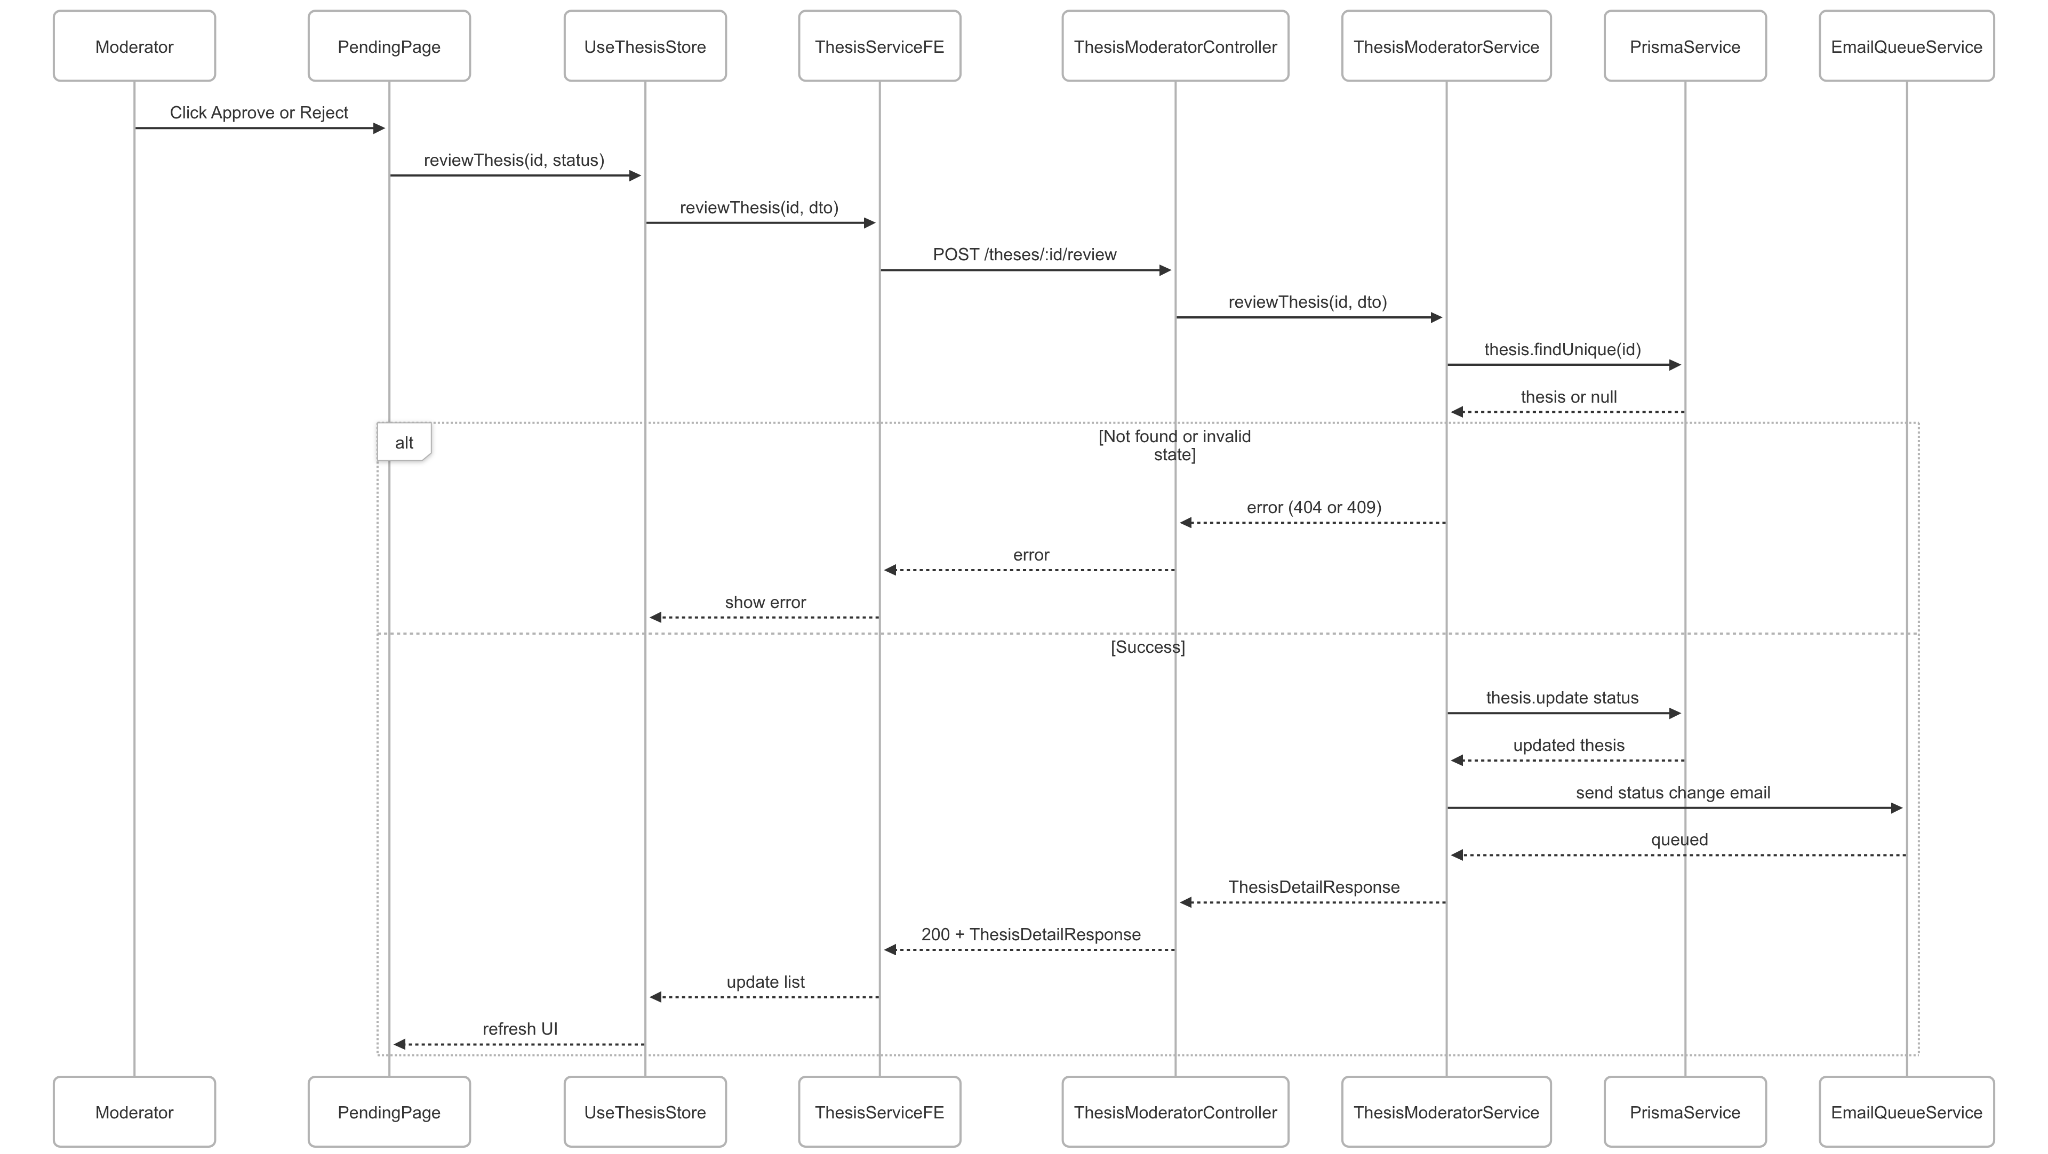 Moderator
PendingPage
UseThesisStore
ThesisServiceFE
ThesisModeratorController
ThesisModeratorService
PrismaService
EmailQueueService
Click Approve or Reject
reviewThesis(id, status)
reviewThesis(id, dto)
POST /theses/:id/review
reviewThesis(id, dto)
thesis.findUnique(id)
thesis or null
alt
[Not found or invalid
state]
error (404 or 409)
error
show error
[Success]
thesis.update status
updated thesis
send status change email
queued
ThesisDetailResponse
200 + ThesisDetailResponse
update list
refresh UI
Moderator
PendingPage
UseThesisStore
ThesisServiceFE
ThesisModeratorController
ThesisModeratorService
PrismaService
EmailQueueService